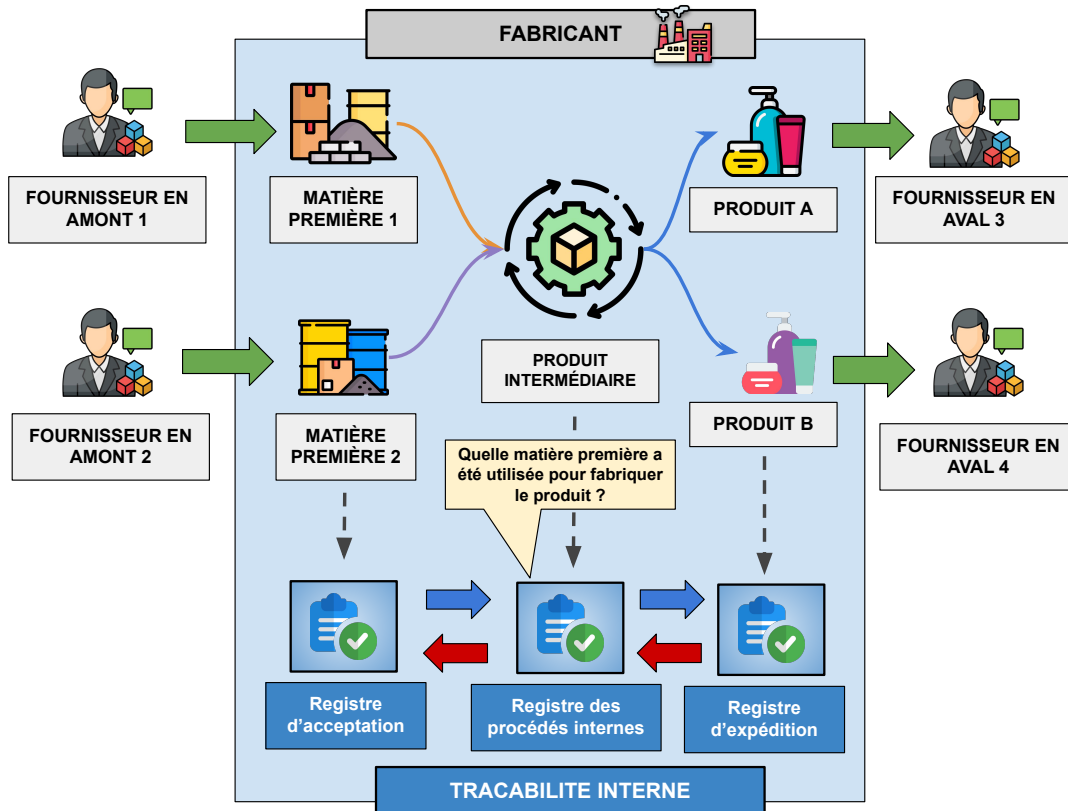 FABRICANT
FOURNISSEUR EN
AMONT 1
MATIÈRE
PREMIÈRE 1
PRODUIT A
FOURNISSEUR EN
AVAL 3
FOURNISSEUR EN
AMONT 2
MATIÈRE
PREMIÈRE 2
PRODUIT
INTERMÉDIAIRE
PRODUIT B
FOURNISSEUR EN
AVAL 4
Quelle matière première a
été utilisée pour fabriquer
le produit ?
Registre
d’acceptation
Registre des
procédés internes
Registre
d’expédition
TRACABILITE INTERNE